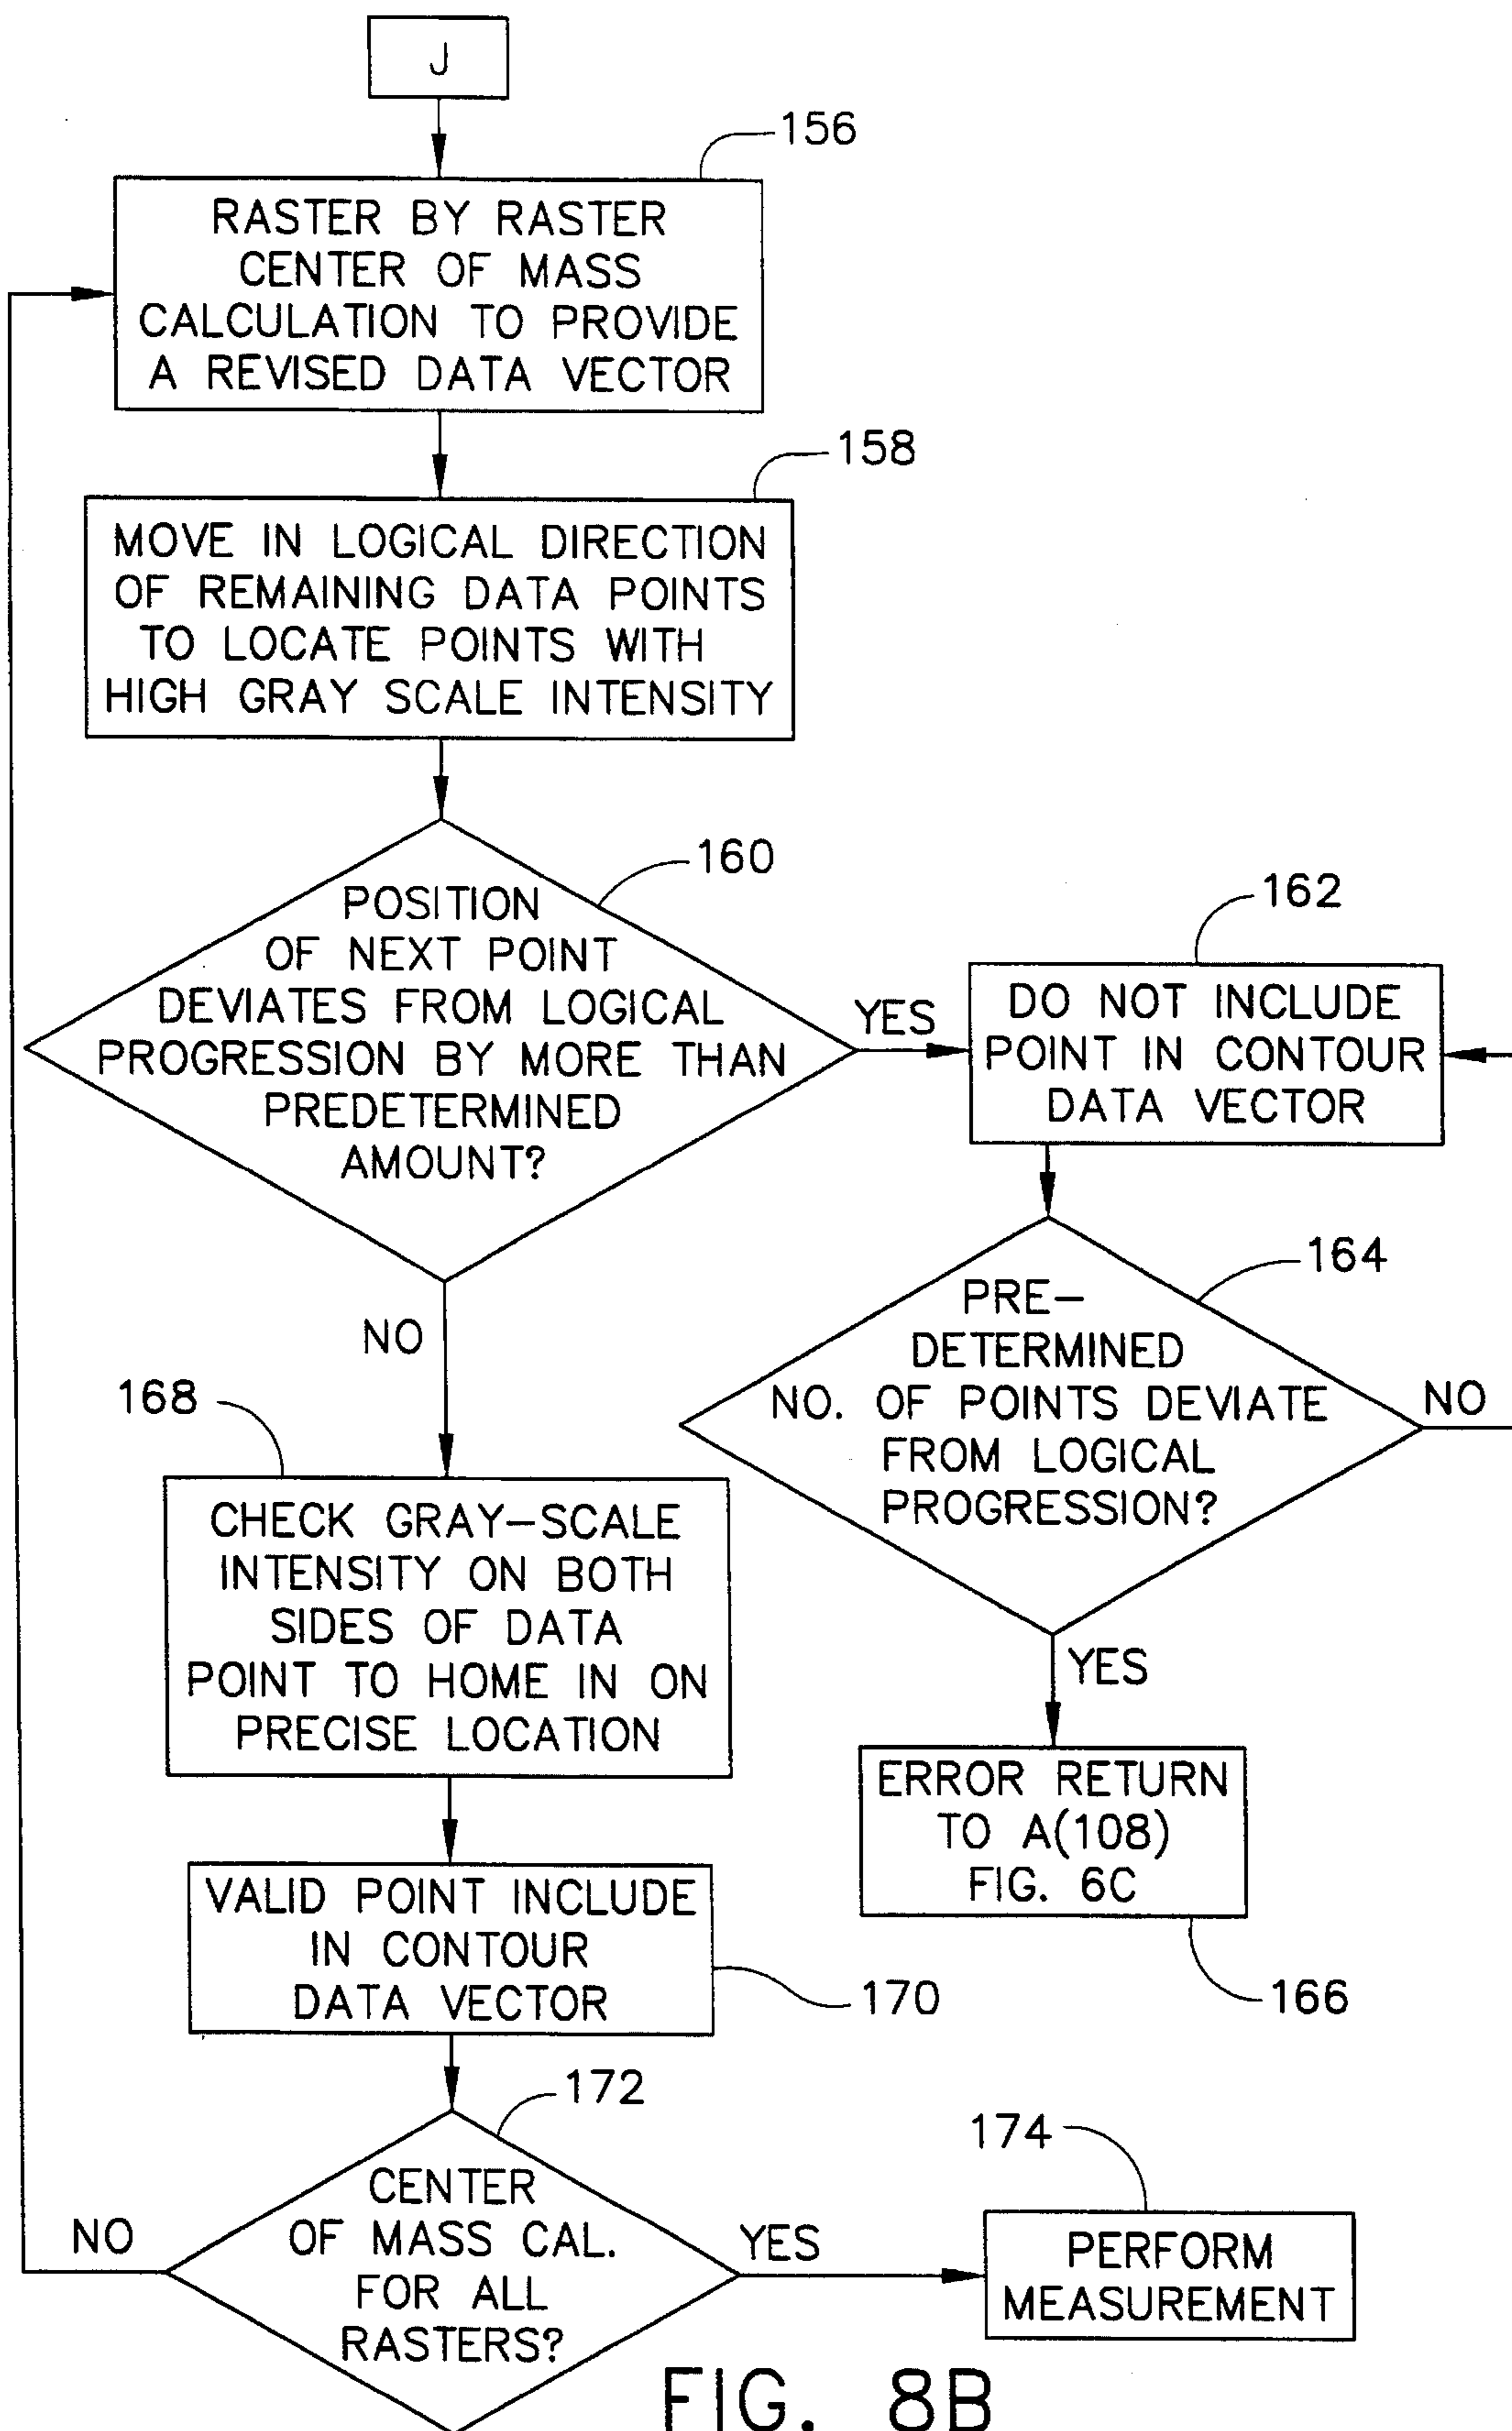 J
156
RASTER BY RASTER
CENTER OF MASS
CALCULATION TO PROVIDE
A REVISED DATA VECTOR
158
MOVE IN LOGICAL DIRECTION
OF REMAINING DATA POINTS
TO LOCATE POINTS WITH
HIGH GRAY SCALE INTENSITY
160
POSITION
OF NEXT POINT
DEVIATES FROM LOGICAL
PROGRESSION BY MORE THAN
PREDETERMINED
AMOUNT?
YES
162
DO NOT INCLUDE
POINT IN CONTOUR
DATA VECTOR
164
PRE-
DETERMINED
NO. OF POINTS DEVIATE
FROM LOGICAL
PROGRESSION?
NO
YES
ERROR RETURN
TO A(108)
FIG. 6C
166
NO
168
CHECK GRAY-SCALE
INTENSITY ON BOTH
SIDES OF DATA
POINT TO HOME IN ON
PRECISE LOCATION
VALID POINT INCLUDE
IN CONTOUR
DATA VECTOR
170
172
CENTER
OF MASS CAL.
FOR ALL
RASTERS?
NO
YES
174
PERFORM
MEASUREMENT
FIG. 8B